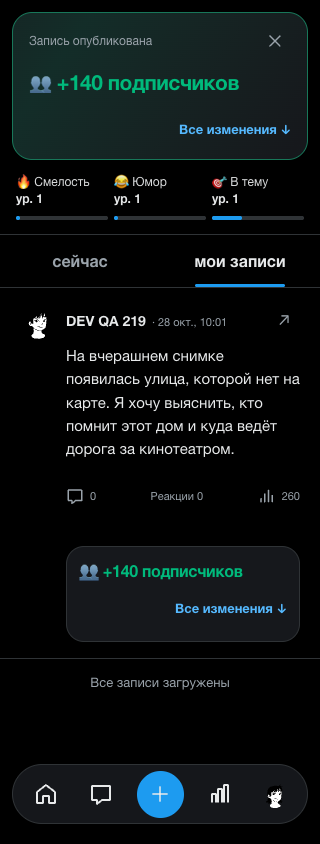 Запись опубликована
👥 +140 подписчиков
Все изменения ↓
🔥 Смелость
ур. 1
😂 Юмор
ур. 1
🎯 В тему
ур. 1
сейчас
мои записи
DEV QA 219 · 28 окт., 10:01
На вчерашнем снимке
появилась улица, которой нет на
карте. Я хочу выяснить, кто
помнит этот дом и куда ведёт
дорога за кинотеатром.
0
Реакции 0
260
👥 +140 подписчиков
Все изменения ↓
Все записи загружены